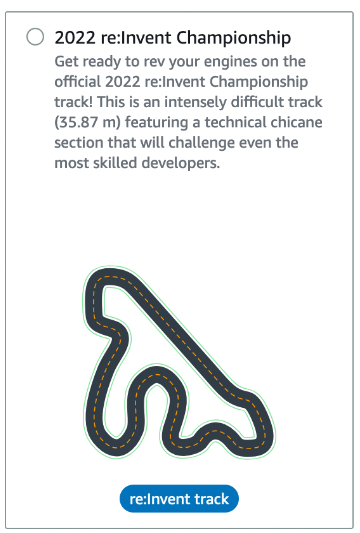 2022 re:Invent Championship
Get ready to rev your engines on the
official 2022 re:Invent Championship
track! This is an intensely difficult track
(35.87 m) featuring a technical chicane
section that will challenge even the
most skilled developers.
re:Invent track